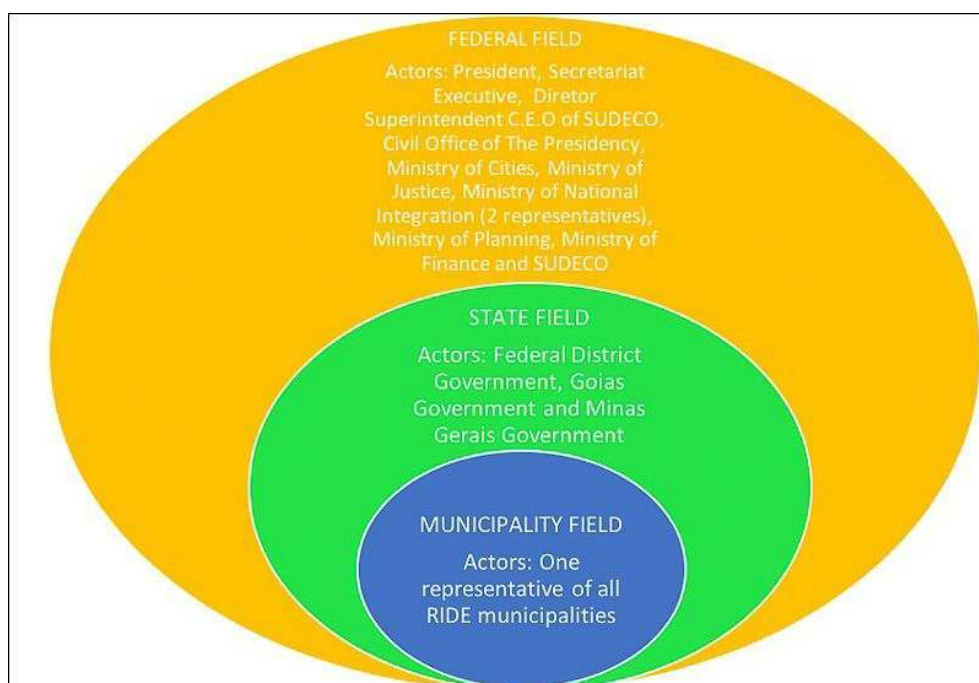 FEDERAL FIELD
Actors: President, Secretariat
Executive, Diretor
Superintendent C.E.O of SUDECO,
Civil Office of The Presidency,
Ministry of Cities, Ministry of
Justice, Ministry of National
Integration (2 representatives),
Ministry of Planning, Ministry of
Finance and SUDECO
STATE FIELD
Actors: Federal District
Government, Goias
Government and Minas
Gerais Government
MUNICIPALITY FIELD
Actors: One
representative of all
RIDE municipalities